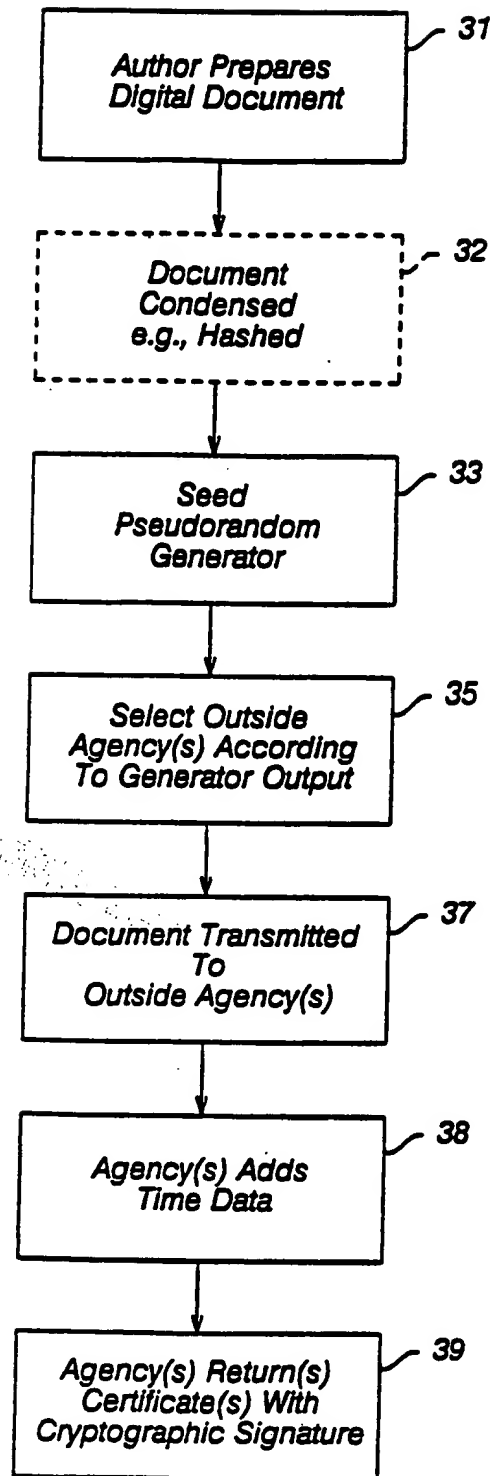 31
Author Prepares
Digital Document
32
Document
Condensed
e.g., Hashed
33
Seed
Pseudorandom
Generator
35
Select Outside
Agency(s) According
To Generator Output
37
Document Transmitted
To
Outside Agency(s)
38
Agency(s) Adds
Time Data
39
Agency(s) Return(s)
Certificate(s) With
Cryptographic Signature